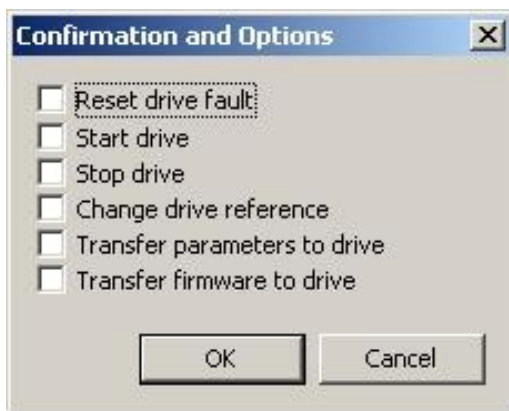 Confirmation and Options
Reset drive fault
Start drive
Stop drive
Change drive reference
Transfer parameters to drive
Transfer firmware to drive
OK
Cancel